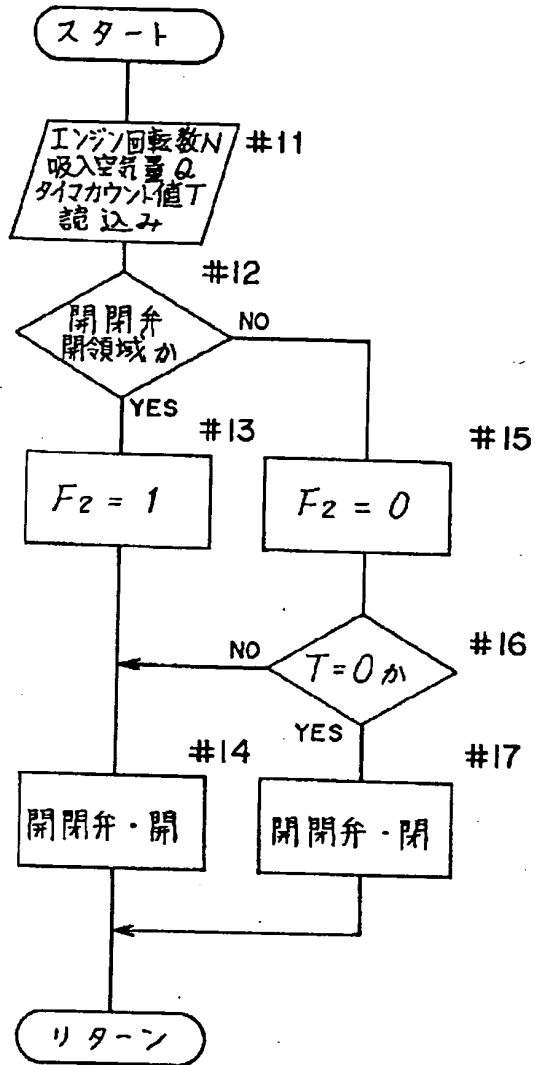 スタート
エンジン回転数N
吸入空気量Q
タイマカウント値T
読込み
#11
#12
開閉弁
開領域か
NO
YES
#13
F2 = 1
#15
F2 = 0
#16
T=0か
NO
YES
#14
開閉弁・開
#17
開閉弁・閉
リターン